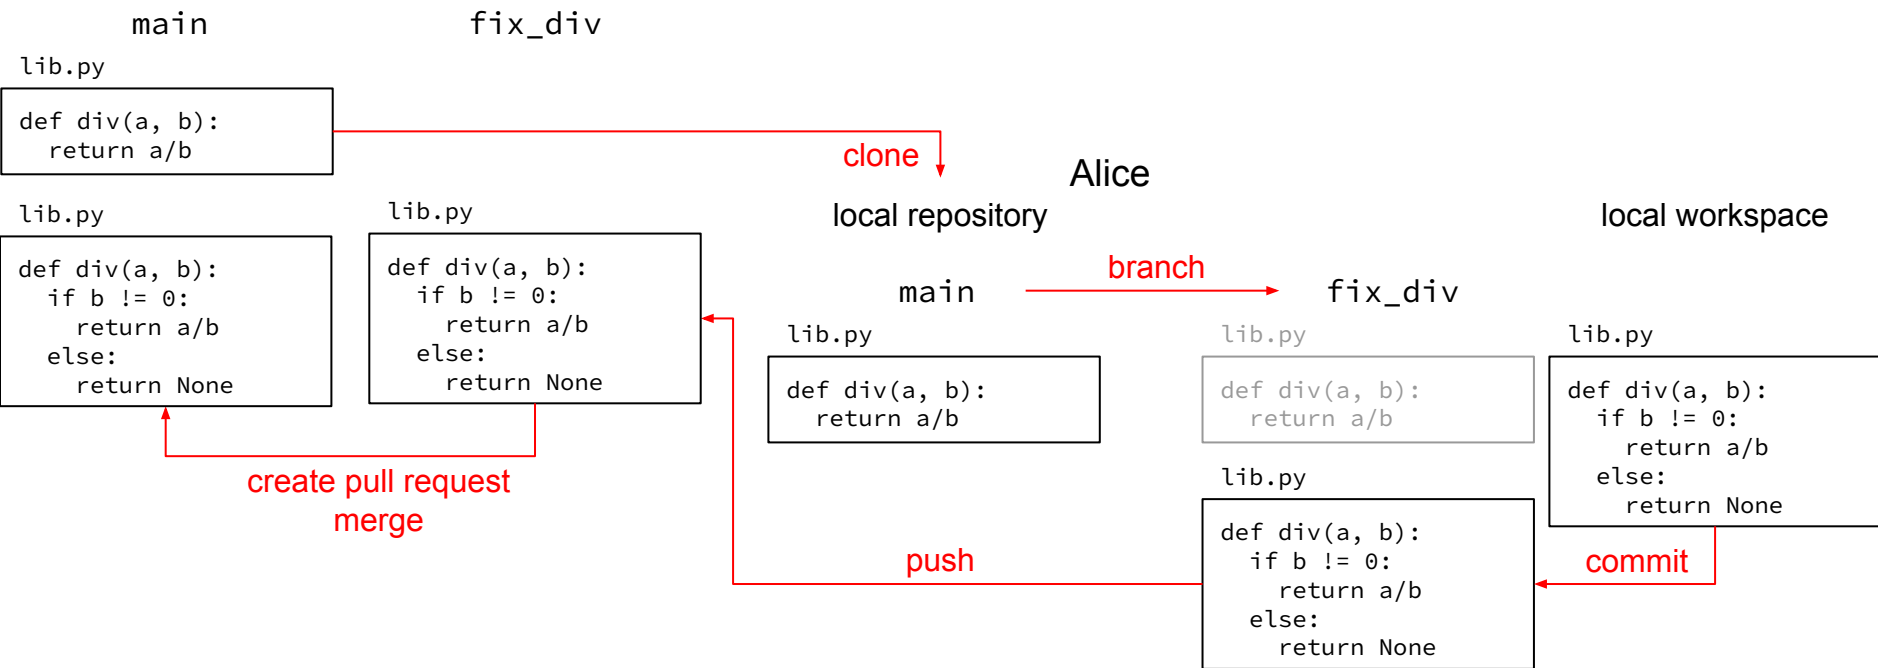 main
fix_div
lib.py
def div(a, b):
  return a/b
clone
lib.py
def div(a, b):
  if b != 0:
    return a/b
  else:
    return None
lib.py
def div(a, b):
  if b != 0:
    return a/b
  else:
    return None
create pull request
merge
Alice
local repository
local workspace
main
branch
fix_div
lib.py
def div(a, b):
  return a/b
lib.py
def div(a, b):
  return a/b
lib.py
def div(a, b):
  if b != 0:
    return a/b
  else:
    return None
commit
lib.py
def div(a, b):
  if b != 0:
    return a/b
  else:
    return None
push